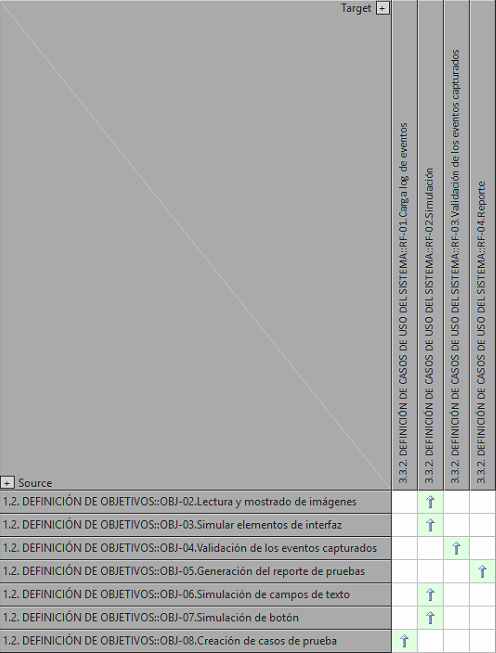 Target +
3.3.2. DEFINICIÓN DE CASOS DE USO DEL SISTEMA::RF-01.Carga log de eventos
3.3.2. DEFINICIÓN DE CASOS DE USO DEL SISTEMA::RF-02.Simulación
3.3.2. DEFINICIÓN DE CASOS DE USO DEL SISTEMA::RF-03.Validación de los eventos capturados
3.3.2. DEFINICIÓN DE CASOS DE USO DEL SISTEMA::RF-04.Reporte
+ Source
1.2. DEFINICIÓN DE OBJETIVOS::OBJ-02.Lectura y mostrado de imágenes
1.2. DEFINICIÓN DE OBJETIVOS::OBJ-03.Simular elementos de interfaz
1.2. DEFINICIÓN DE OBJETIVOS::OBJ-04.Validación de los eventos capturados
1.2. DEFINICIÓN DE OBJETIVOS::OBJ-05.Generación del reporte de pruebas
1.2. DEFINICIÓN DE OBJETIVOS::OBJ-06.Simulación de campos de texto
1.2. DEFINICIÓN DE OBJETIVOS::OBJ-07.Simulación de botón
1.2. DEFINICIÓN DE OBJETIVOS::OBJ-08.Creación de casos de prueba